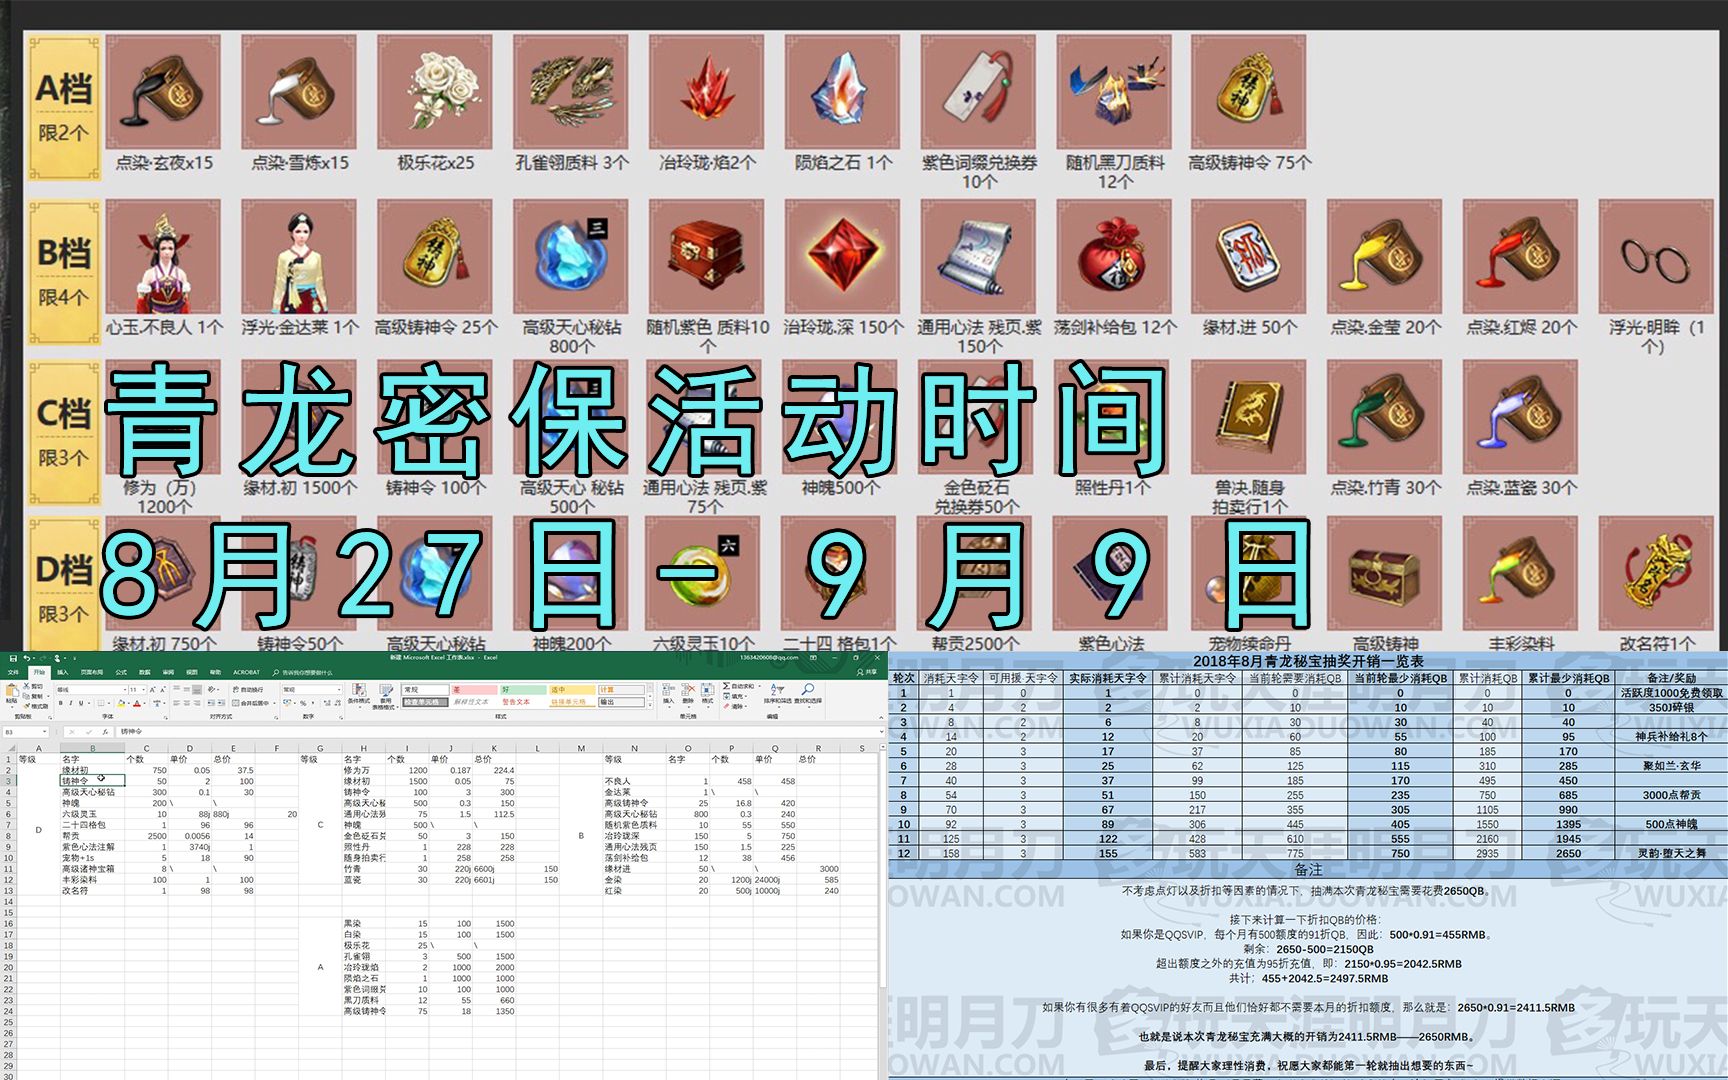 A档
限2个
点染·玄夜x15
点染·雪炼x15
极乐花x25
孔雀翎质料 3个
冶玲珑·焰2个
陨焰之石 1个
紫色词缀兑换券
10个
随机黑刀质料
12个
高级铸神令 75个
B档
限4个
心玉.不良人 1个
浮光·金达莱 1个
高级铸神令 25个
高级天心秘钻
800个
随机紫色 质料10
个
冶玲珑.深 150个
通用心法 残页.紫
150个
荡剑补给包 12个
缘材.进 50个
点染.金莹 20个
点染.红烬 20个
浮光·明眸（1
个）
C档
限3个
修为（万）
1200个
缘材.初 1500个
铸神令 100个
高级天心 秘钻
500个
通用心法 残页.紫
75个
神魄500个
金色砭石
兑换券50个
照性丹1个
兽决.随身
拍卖行1个
点染.竹青 30个
点染.蓝瓷 30个
青龙密保活动时间
8月27日-9月9日
D档
限3个
缘材.初 750个
铸神令50个
高级天心秘钻
神魄200个
六级灵玉10个
二十四 格包1个
帮贡2500个
紫色心法
宠物续命丹
高级铸神
丰彩染料
改名符1个
新建 Microsoft Excel 工作表.xlsx - Excel
1363420608@qq.com
文件 开始 插入 页面布局 公式 数据 审阅 视图 帮助 ACROBAT 告诉我你想要做什么 共享
B3 铸神令
A B C D E F G H I J K L M N O P Q R S
等级 名字 个数 单价 总价
缘材初 750 0.05 37.5
铸神令 50 2 100
高级天心秘钻 300 0.1 30
神魄 200 \ \
六级灵玉 10 88j 880j 20
二十四格包 1 96 96
帮贡 2500 0.0056 14
紫色心法注解 1 3740j 1
宠物+1s 5 18 90
高级诸神宝箱 8 \ \
丰彩染料 100 1 100
改名符 1 98 98
D
等级 名字 个数 单价 总价
修为万 1200 0.187 224.4
缘材初 1500 0.05 75
铸神令 100 3 300
高级天心秘 500 0.3 150
通用心法残 75 1.5 112.5
神魄 500 \ \
金色砭石兑 50 3 150
照性丹 1 228 228
随身拍卖行 1 258 258
竹青 30 220j 6600j 150
蓝瓷 30 220j 6601j 150
C
等级 名字 个数 单价 总价
不良人 1 458 458
金达莱 1 \ \
高级铸神令 25 16.8 420
高级天心秘钻 800 0.3 240
随机紫色质料 10 55 550
冶玲珑深 150 5 750
通用心法残页 150 1.5 225
荡剑补给包 12 38 456
缘材进 50 \ \ 3000
金染 20 1200j 24000j 585
红染 20 500j 10000j 240
B
黑染 15 100 1500
白染 15 100 1500
极乐花 25 \ \
孔雀翎 3 500 1500
冶玲珑焰 2 1000 2000
陨焰之石 1 1000 1000
紫色词缀兑 10 100 1000
黑刀质料 12 55 660
高级铸神令 75 18 1350
A
2018年8月青龙秘宝抽奖开销一览表
轮次 消耗天字令 可用援·天字令 实际消耗天字令 累计消耗天字令 当前轮需要消耗QB 当前轮最少消耗QB 累计消耗QB 累计最少消耗QB 备注/奖励
1 1 0 1 1 0 0 0 0 活跃度1000免费领取
2 4 2 2 2 10 10 10 10 350J碎银
3 8 2 6 8 30 30 40 40
4 14 2 12 20 60 55 100 95 神兵补给礼8个
5 20 3 17 37 85 80 185 170
6 28 3 25 62 125 115 310 285 聚如兰·玄华
7 40 3 37 99 185 170 495 450
8 54 3 51 150 255 235 750 685 3000点帮贡
9 70 3 67 217 355 305 1105 990
10 92 3 89 306 445 405 1550 1395 500点神魄
11 125 3 122 428 610 555 2160 1945
12 158 3 155 583 775 750 2935 2650 灵韵·堕天之舞
备注
不考虑点灯以及折扣等因素的情况下，抽满本次青龙秘宝需要花费2650QB。
接下来计算一下折扣QB的价格：
如果你是QQSVIP，每个月有500额度的91折QB，因此：500*0.91=455RMB。
剩余：2650-500=2150QB
超出额度之外的充值为95折充值，即：2150*0.95=2042.5RMB
共计；455+2042.5=2497.5RMB
如果你有很多有着QQSVIP的好友而且他们恰好都不需要本月的折扣额度，那么就是：2650*0.91=2411.5RMB
也就是说本次青龙秘宝充满大概的开销为2411.5RMB——2650RMB。
最后，提醒大家理性消费，祝愿大家都能第一轮就抽出想要的东西~
玩天涯明月刀
WUXIA.DUOWAN.COM